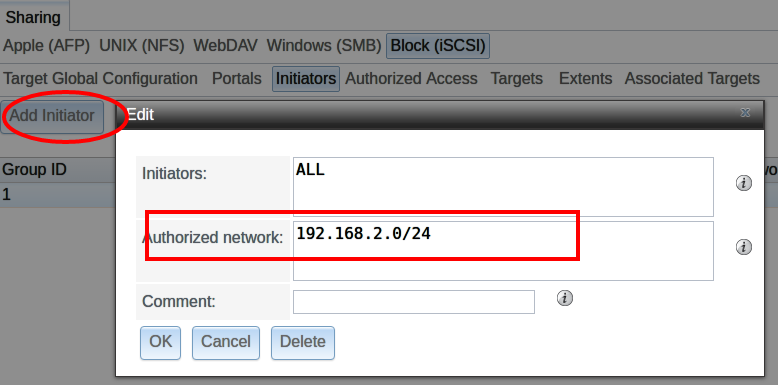 Sharing
Apple (AFP) UNIX (NFS) WebDAV Windows (SMB) Block (iSCSI)
Target Global Configuration Portals Initiators Authorized Access Targets Extents Associated Targets
Add Initiator
Edit
Group ID
1
Initiators: ALL
Authorized network: 192.168.2.0/24
Comment:
OK Cancel Delete